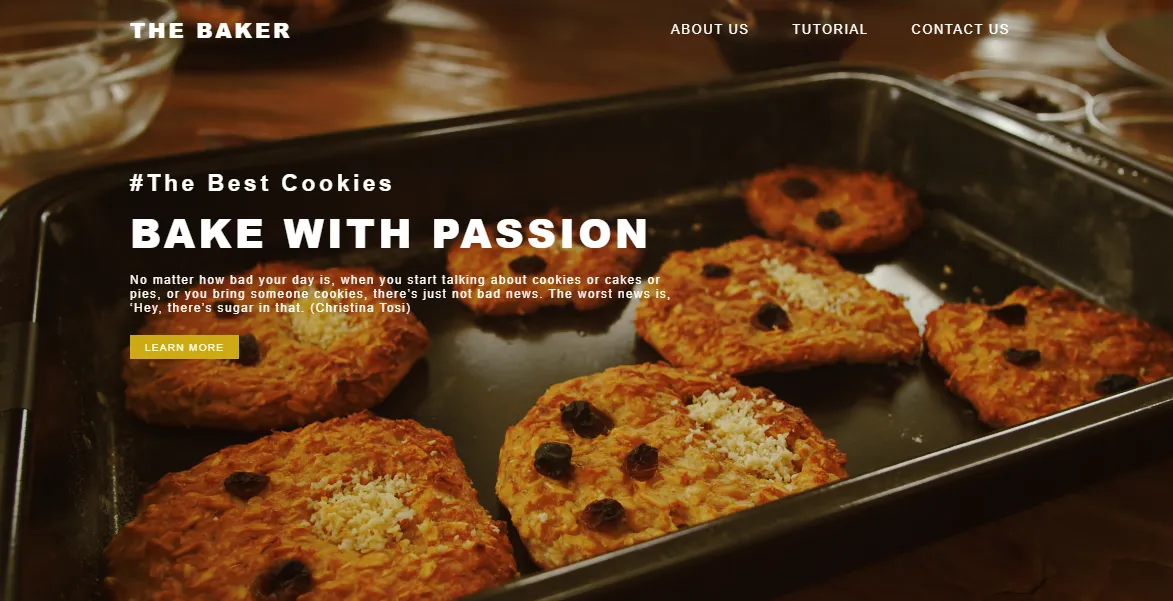 THE BAKER
ABOUT US
TUTORIAL
CONTACT US
#The Best Cookies
BAKE WITH PASSION
No matter how bad your day is, when you start talking about cookies or cakes or
pies, or you bring someone cookies, there's just not bad news. The worst news is,
'Hey, there's sugar in that. (Christina Tosi)
LEARN MORE